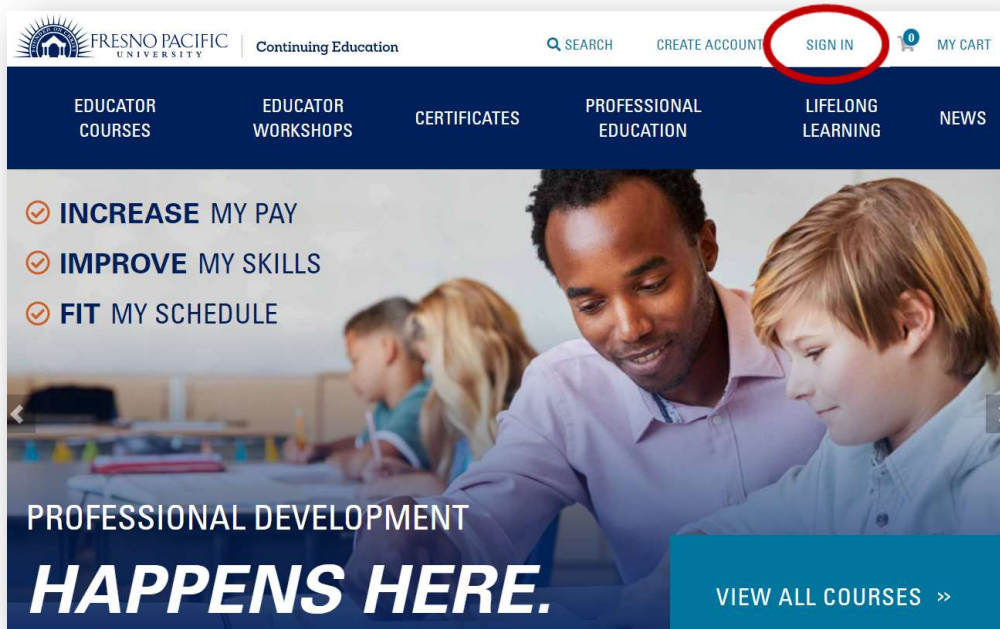 FRESNO PACIFIC
UNIVERSITY
Continuing Education
SEARCH
CREATE ACCOUNT
SIGN IN
0
MY CART
EDUCATOR
COURSES
EDUCATOR
WORKSHOPS
CERTIFICATES
PROFESSIONAL
EDUCATION
LIFELONG
LEARNING
NEWS
INCREASE MY PAY
IMPROVE MY SKILLS
FIT MY SCHEDULE
PROFESSIONAL DEVELOPMENT
HAPPENS HERE.
VIEW ALL COURSES »